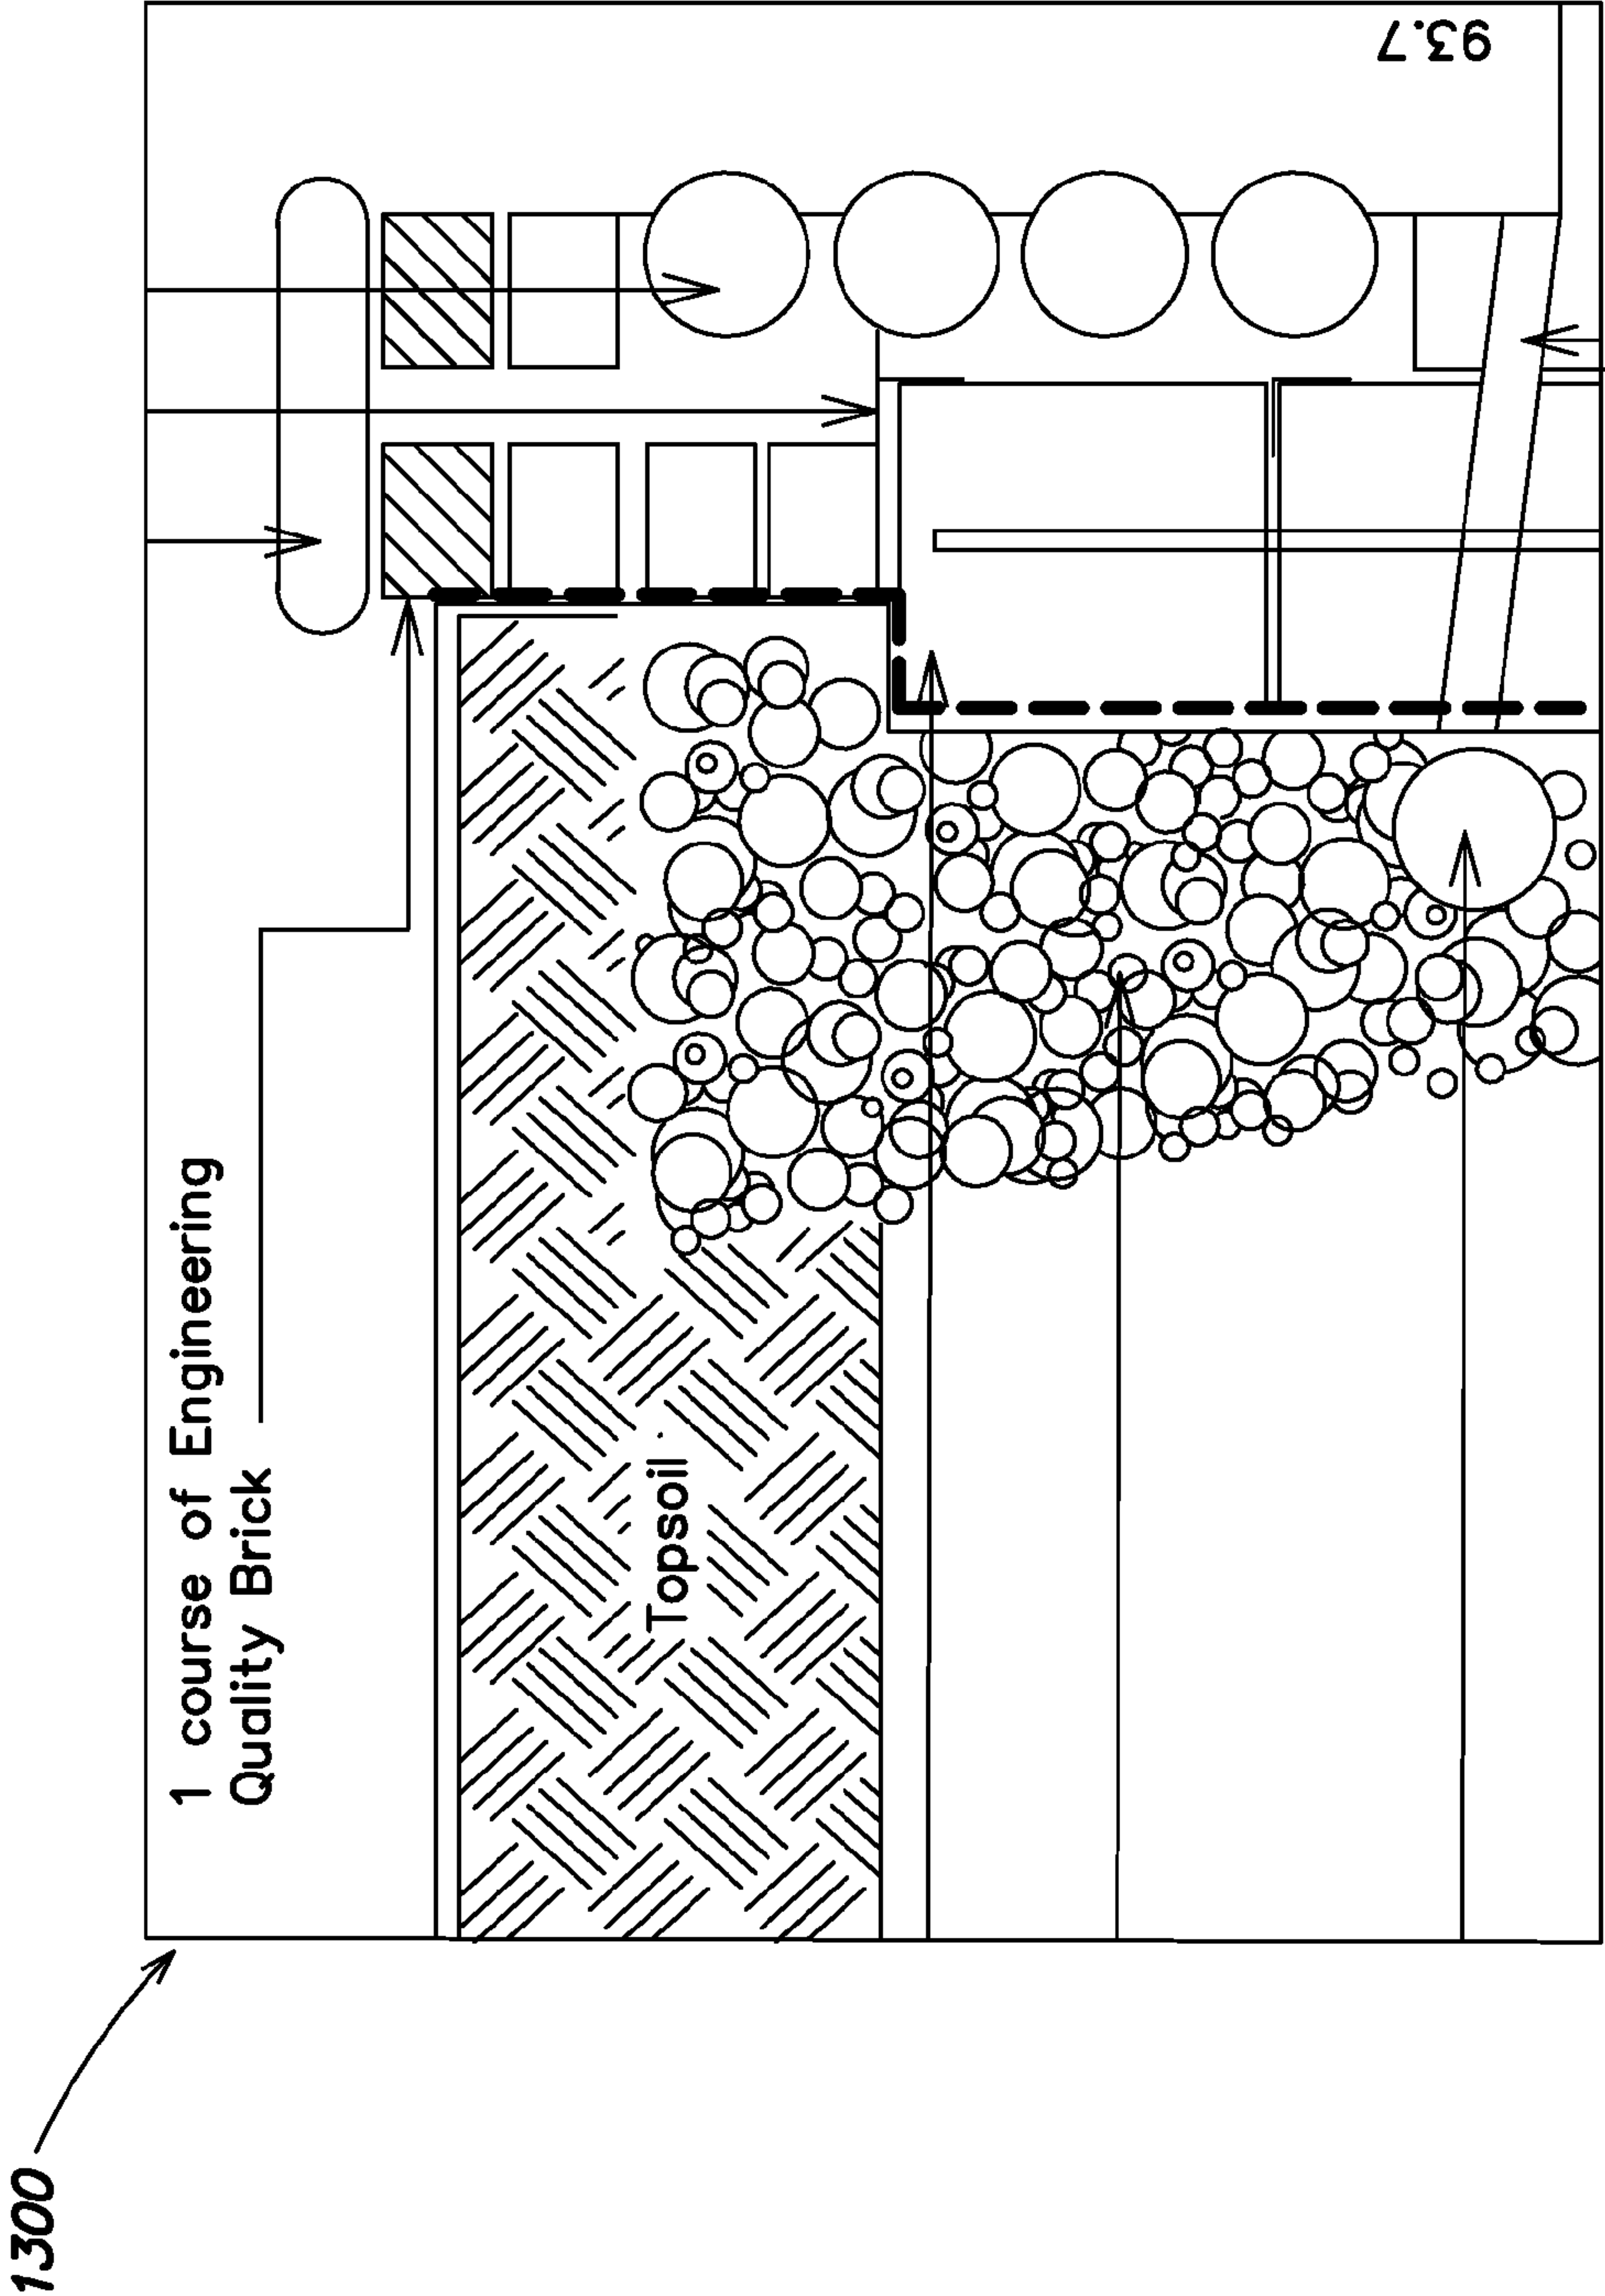 1300
1 course of Engineering
Quality Brick
Topsoil
93.7